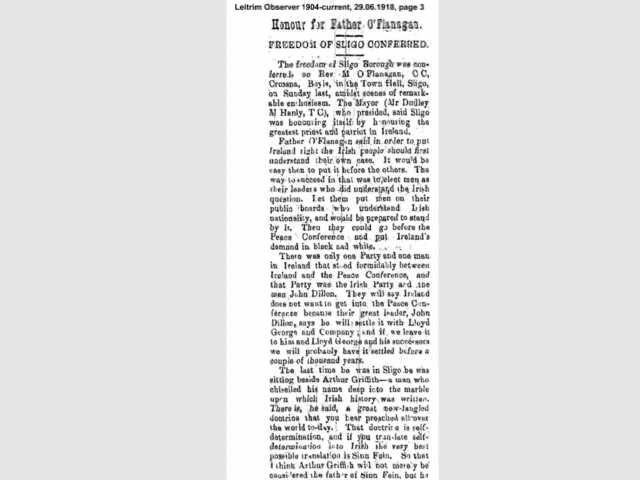 Leitrim Observer 1904-current, 29.06.1918, page 3
Honour for Father O'Flanagan.
FREEDOM OF SLIGO CONFERRED.
The freedom of Sligo Borough was con-
ferred on Rev M O Flanagan, C C,
Crossna, Boyle, in the Town Hall, Sligo,
on Sunday last, amidst scenes of remark-
able enthusiasm. The Mayor (Mr Dudley
M Hanly, T C), who presided, said Sligo
was honouring itself by honouring the
greatest priest and patriot in Ireland.
Father O'Flanagan said in order to put
Ireland right the Irish people should first
understand their own case. It would be
easy then to put it before the others. The
way to succeed in that was to elect men as
their leaders who did understand the Irish
question. Let them put men on their
public boards who understand Irish
nationality, and would be prepared to stand
by it. Then they could go before the
Peace Conference and put Ireland's
demand in black and white.
There was only one Party and one man
in Ireland that stood formidably between
Ireland and the Peace Conference, and
that Party was the Irish Party and the
man John Dillon. They will say Ireland
does not want to get into the Peace Con-
ference because their great leader, John
Dillon, says he will settle it with Lloyd
George and Company; and if we leave it
to him and Lloyd George and his successors
we will probably have it settled before a
couple of thousand years.
The last time he was in Sligo he was
sitting beside Arthur Griffith—a man who
chiselled his name deep into the marble
upon which Irish history was written.
There is, he said, a great new-fangled
doctrine that you hear preached all over
the world to-day. That doctrine is self-
determination, and if you translate self-
determination into Irish the very best
possible translation is Sinn Fein. So that
I think Arthur Griffith will not merely be
considered the father of Sinn Fein, but he